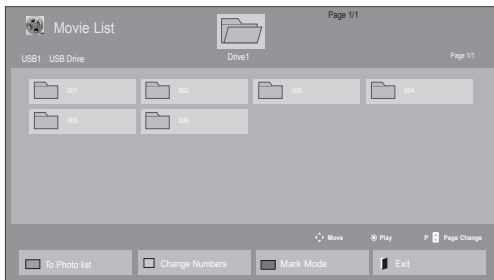 Page 1/1
Movie List
Drive1
USB1 USB Drive
Page 1/1
001 002 003 004
005 006
Move Play P Page Change
To Photo list Change Numbers Mark Mode Exit